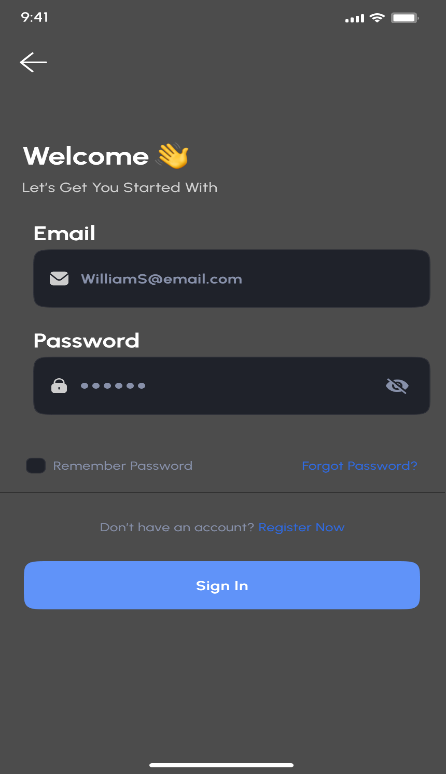 9:41
Welcome 👋
Let's Get You Started With
Email
WilliamS@email.com
Password
••••••
Remember Password
Forgot Password?
Don't have an account? Register Now
Sign In